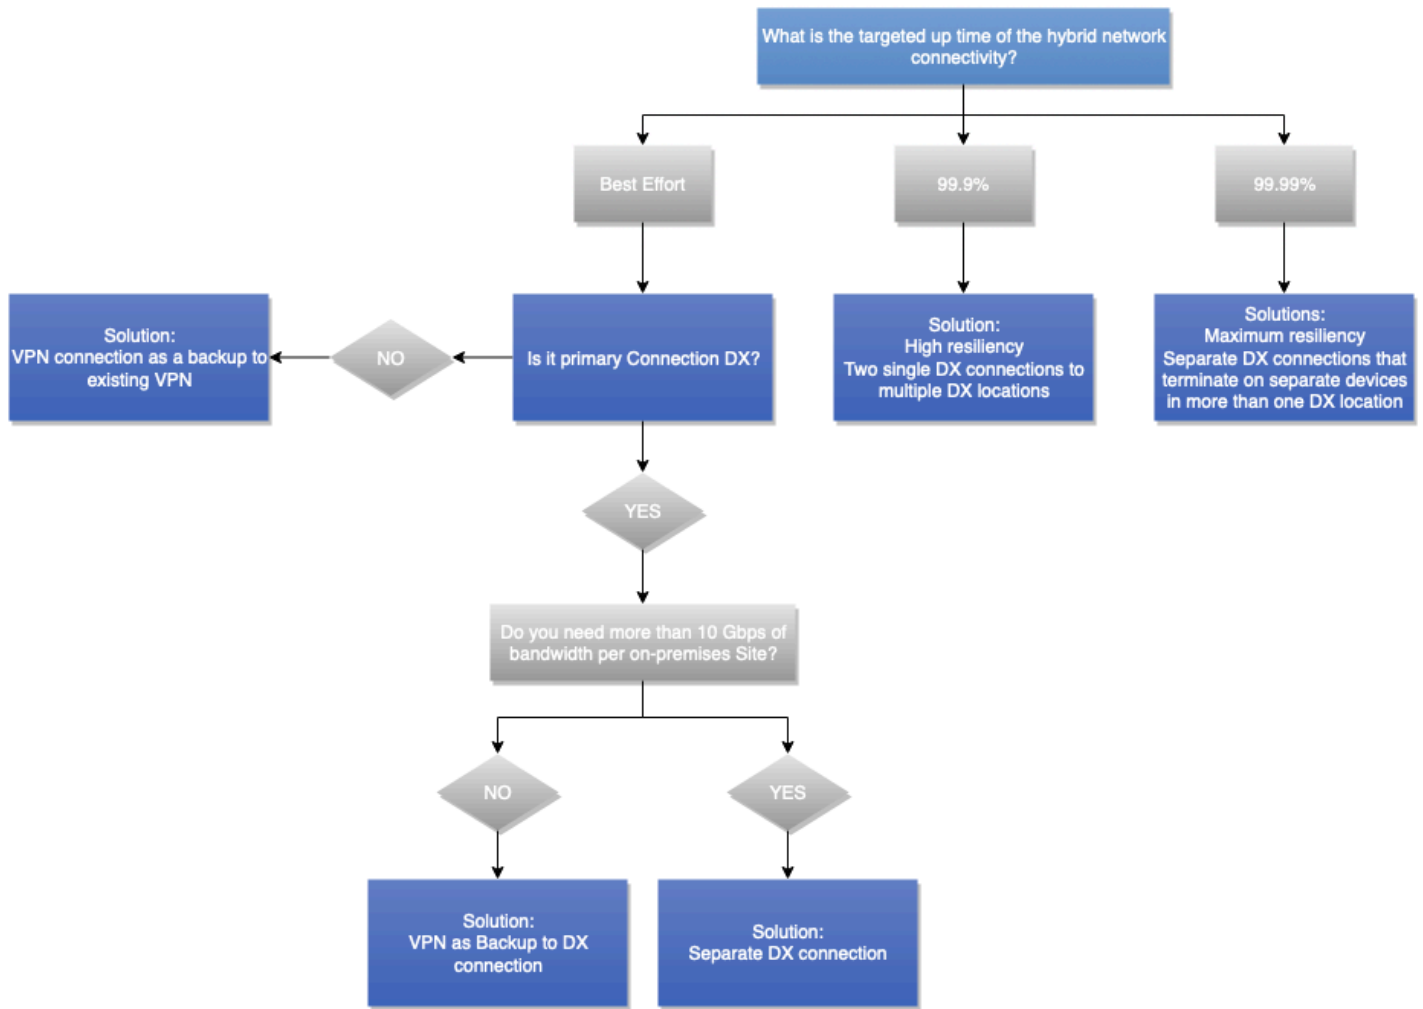 What is the targeted up time of the hybrid network
connectivity?
Best Effort
99.9%
99.99%
Solution:
VPN connection as a backup to
existing VPN
NO
Is it primary Connection DX?
Solution:
High resiliency
Two single DX connections to
multiple DX locations
Solutions:
Maximum resiliency
Separate DX connections that
terminate on separate devices
in more than one DX location
YES
Do you need more than 10 Gbps of
bandwidth per on-premises Site?
NO
YES
Solution:
VPN as Backup to DX
connection
Solution:
Separate DX connection